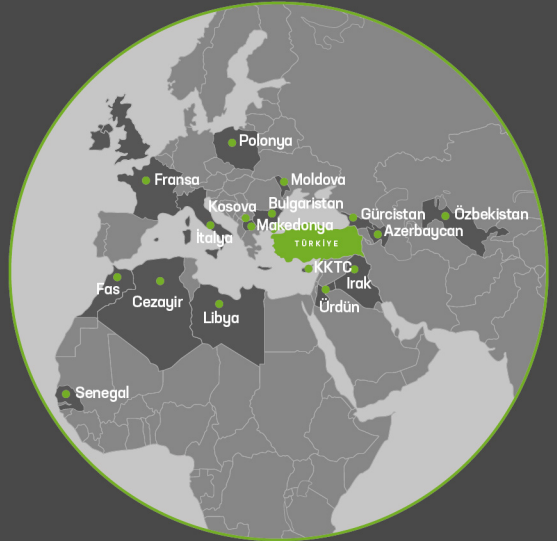 Polonya
Fransa
Moldova
Kosova
Bulgaristan
Gürcistan
Özbekistan
İtalya
Makedonya
Azerbaycan
TÜRKİYE
KKTC
Fas
Cezayir
Irak
Libya
Ürdün
Senegal